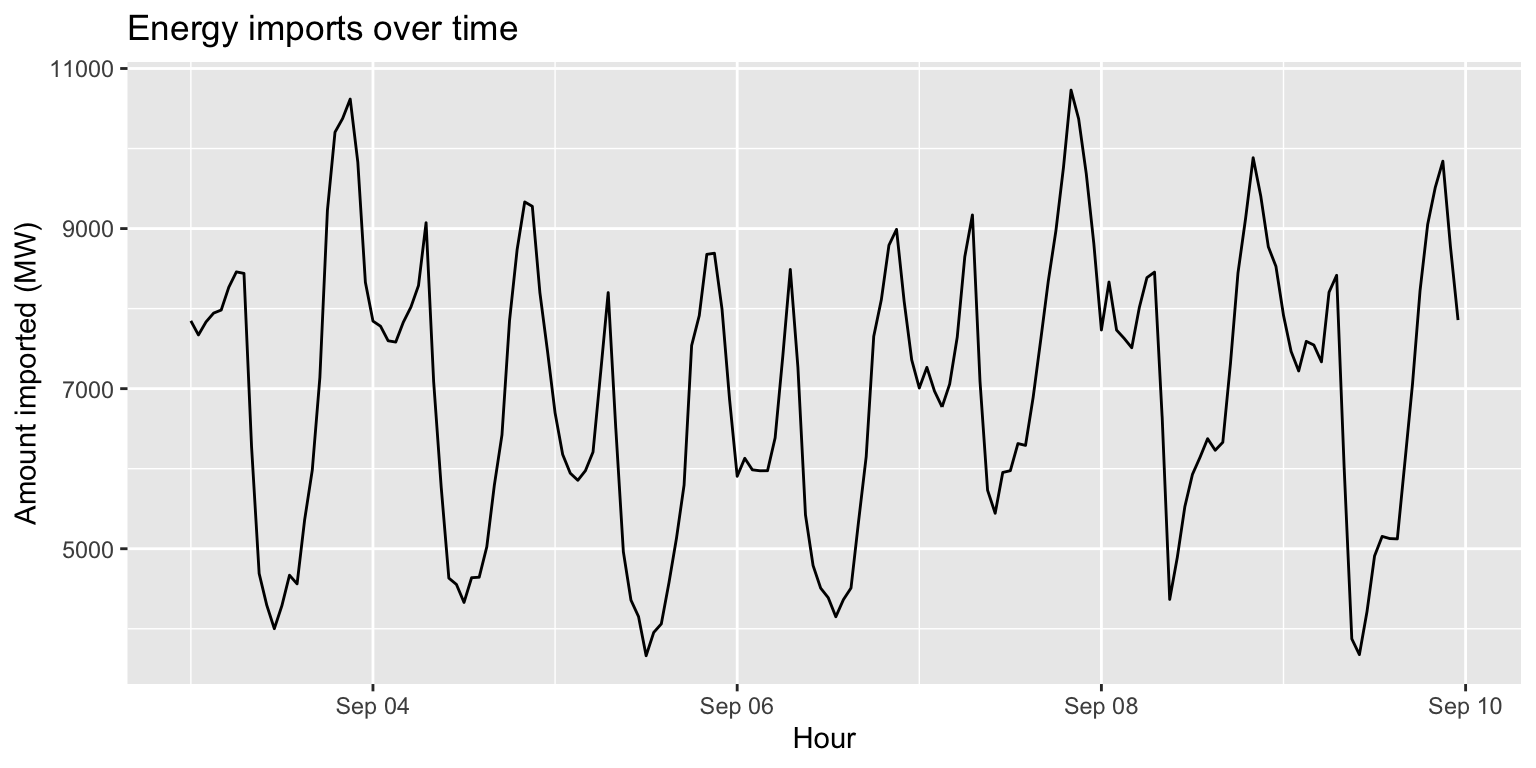 Energy imports over time
11000
9000
7000
5000
Amount imported (MW)
Sep 04 Sep 06 Sep 08 Sep 10
Hour